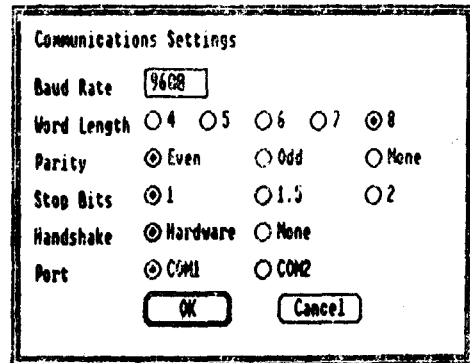 Communications Settings
Baud Rate 9600
Word Length 4 5 6 7 8
Parity Even Odd None
Stop Bits 1 1.5 2
Handshake Hardware None
Port COM1 COM2
OK Cancel